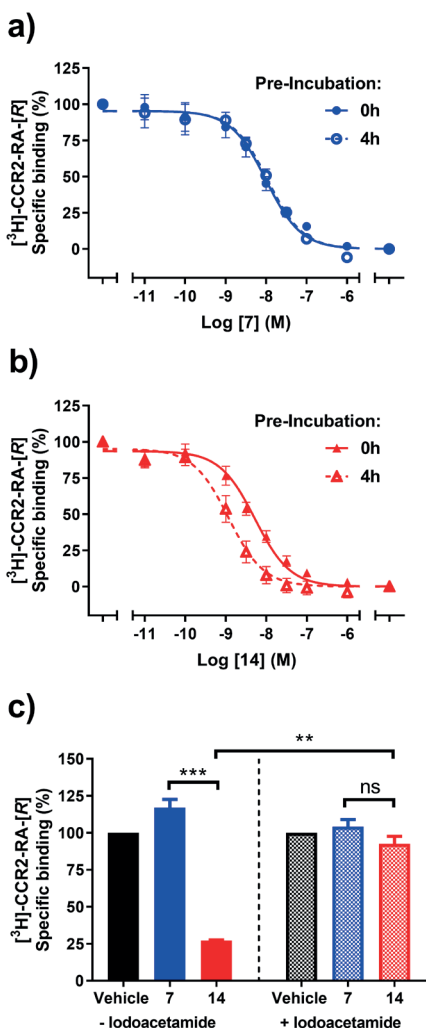 a)
[³H]-CCR2-RA-[R]
Specific binding (%)
125
100
75
50
25
0
Pre-Incubation:
0h
4h
-11 -10 -9 -8 -7 -6
Log [7] (M)
b)
[³H]-CCR2-RA-[R]
Specific binding (%)
125
100
75
50
25
0
Pre-Incubation:
0h
4h
-11 -10 -9 -8 -7 -6
Log [14] (M)
c)
[³H]-CCR2-RA-[R]
Specific binding (%)
150
125
100
75
50
25
0
**
***
ns
Vehicle 7 14 Vehicle 7 14
- Iodoacetamide + Iodoacetamide